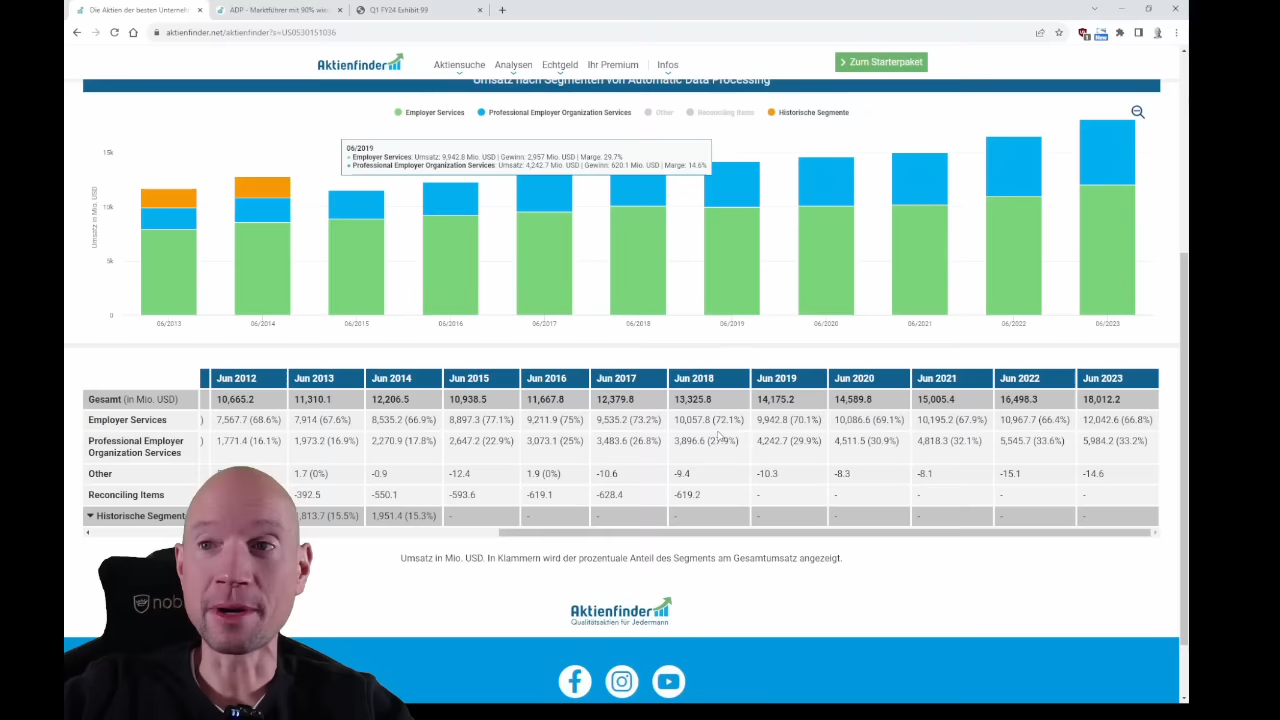 Die Aktien der besten Unterneh
ADP - Marktführer mit 90% wie
Q1 FY24 Exhibit 99
aktienfinder.net/aktienfinder?s=US0530151036
New
Aktienfinder
Aktiensuche Analysen Echtgeld Ihr Premium Infos
Zum Starterpaket
Umsatz nach Segmenten von Automatic Data Processing
Employer Services Professional Employer Organization Services Other Reconciling Items Historische Segmente
06/2019
Employer Services: Umsatz: 9,942.8 Mio. USD | Gewinn: 2,957 Mio. USD | Marge: 29.7%
Professional Employer Organization Services: Umsatz: 4,242.7 Mio. USD | Gewinn: 620.1 Mio. USD | Marge: 14.6%
Umsatz in Mio. USD
15k
10k
5k
0
06/2013 06/2014 06/2015 06/2016 06/2017 06/2018 06/2019 06/2020 06/2021 06/2022 06/2023
Jun 2012 Jun 2013 Jun 2014 Jun 2015 Jun 2016 Jun 2017 Jun 2018 Jun 2019 Jun 2020 Jun 2021 Jun 2022 Jun 2023
Gesamt (in Mio. USD) 10,665.2 11,310.1 12,206.5 10,938.5 11,667.8 12,379.8 13,325.8 14,175.2 14,589.8 15,005.4 16,498.3 18,012.2
Employer Services ) 7,567.7 (68.6%) 7,914 (67.6%) 8,535.2 (66.9%) 8,897.3 (77.1%) 9,211.9 (75%) 9,535.2 (73.2%) 10,057.8 (72.1%) 9,942.8 (70.1%) 10,086.6 (69.1%) 10,195.2 (67.9%) 10,967.7 (66.4%) 12,042.6 (66.8%)
Professional Employer Organization Services ) 1,771.4 (16.1%) 1,973.2 (16.9%) 2,270.9 (17.8%) 2,647.2 (22.9%) 3,073.1 (25%) 3,483.6 (26.8%) 3,896.6 (27.9%) 4,242.7 (29.9%) 4,511.5 (30.9%) 4,818.3 (32.1%) 5,545.7 (33.6%) 5,984.2 (33.2%)
Other 1.7 (0%) -0.9 -12.4 1.9 (0%) -10.6 -9.4 -10.3 -8.3 -8.1 -15.1 -14.6
Reconciling Items -392.5 -550.1 -593.6 -619.1 -628.4 -619.2 - - - - -
Historische Segment 1,813.7 (15.5%) 1,951.4 (15.3%) - - - - - - - - -
Umsatz in Mio. USD. In Klammern wird der prozentuale Anteil des Segments am Gesamtumsatz angezeigt.
nob
Aktienfinder
Qualitätsaktien für Jedermann